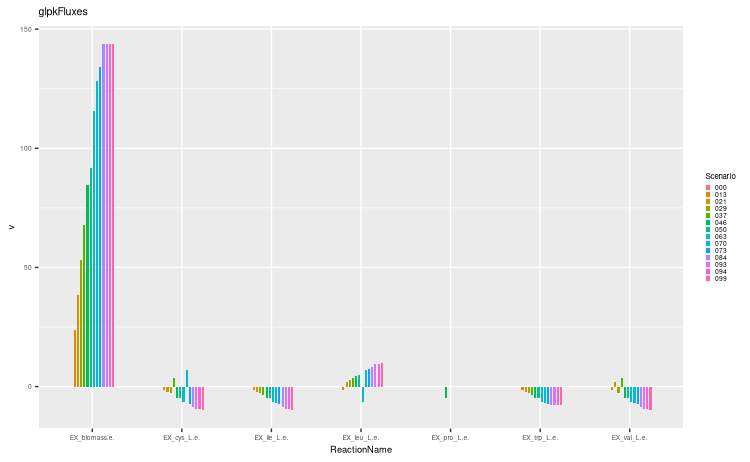 glpkFluxes
150
100
50
0
v
EX_biomass.e.
EX_cys_L.e.
EX_ile_L.e.
EX_leu_L.e.
EX_pro_L.e.
EX_trp_L.e.
EX_val_L.e.
ReactionName
Scenario
000
013
021
029
037
046
050
063
070
073
084
093
094
099